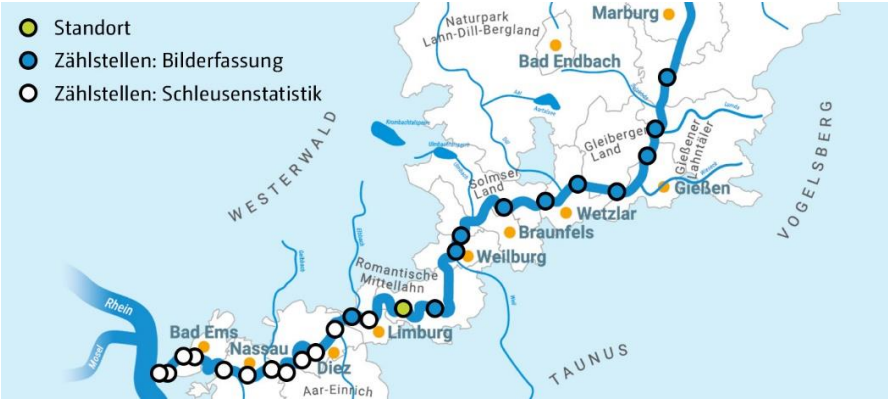 Standort
Zählstellen: Bilderfassung
Zählstellen: Schleusenstatistik
Naturpark
Lahn-Dill-Bergland
Marburg
Bad Endbach
WESTERWALD
VOGELSBERG
Gleiberger
Land
Gießener
Lahntäler
Solmser
Land
Gießen
Wetzlar
Braunfels
Weilburg
Romantische
Mittellahn
Rhein
Mosel
Bad Ems
Nassau
Limburg
Diez
Aar-Einrich
TAUNUS